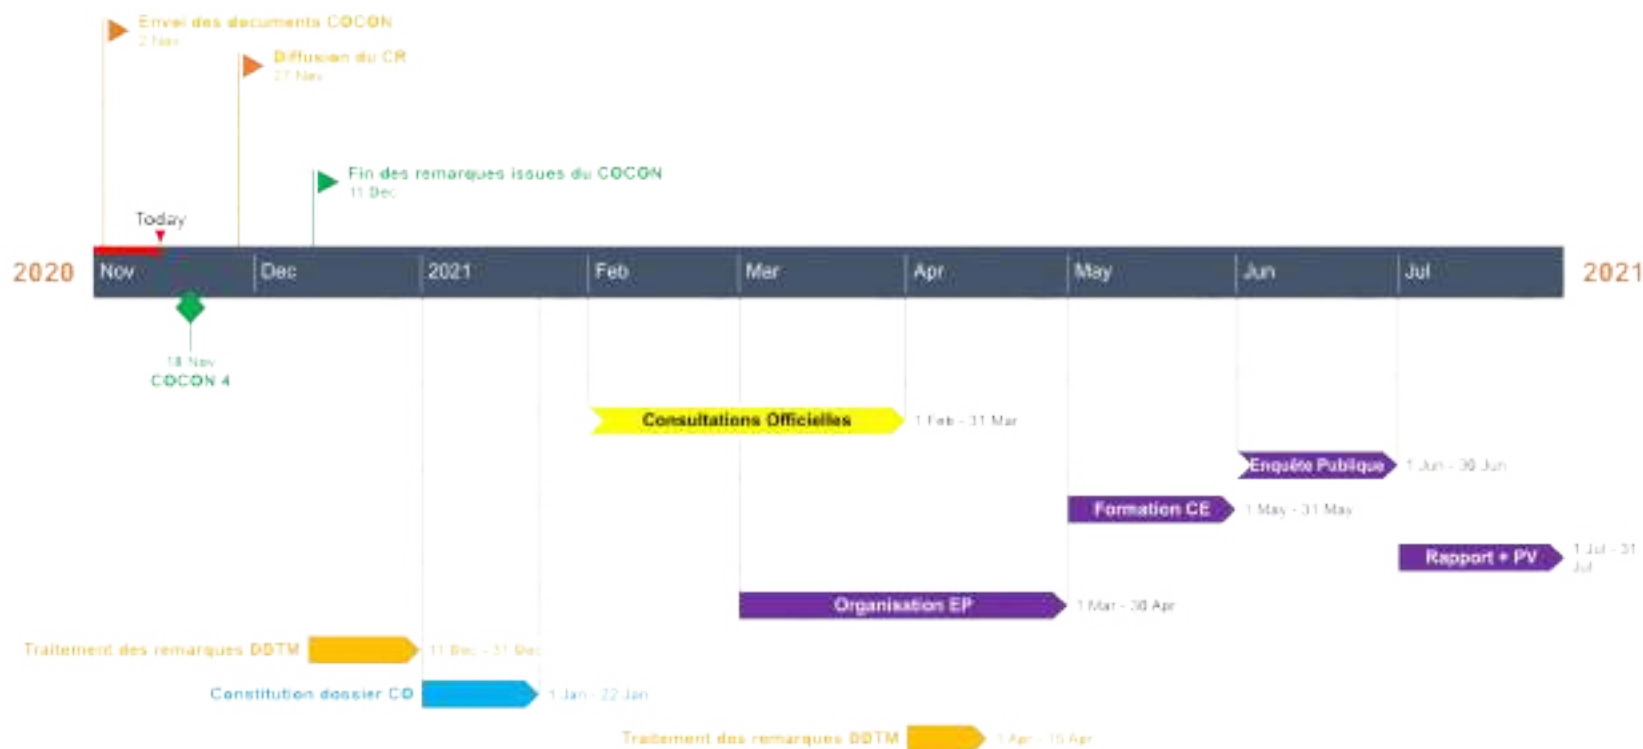 Envoi des documents COCON
2 Nov
Diffusion du CR
27 Nov
Fin des remarques issues du COCON
11 Dec
Today
2020
Nov
Dec
2021
Feb
Mar
Apr
May
Jun
Jul
2021
18 Nov
COCON 4
Consultations Officielles
1 Feb - 31 Mar
Enquête Publique
1 Jun - 30 Jun
Formation CE
1 May - 31 May
Rapport + PV
1 Jul - 31
Jul
Organisation EP
1 Mar - 30 Apr
Traitement des remarques DDTM
11 Dec - 31 Dec
Constitution dossier CO
1 Jan - 22 Jan
Traitement des remarques DDTM
1 Apr - 15 Apr